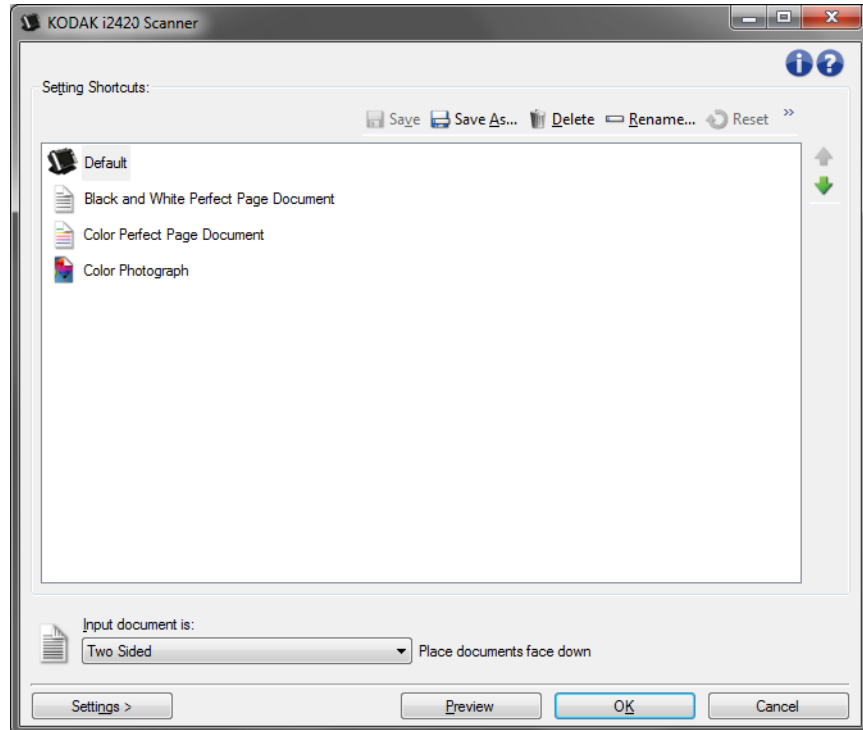 KODAK i2420 Scanner
Setting Shortcuts:
Save Save As... Delete Rename... Reset »
Default
Black and White Perfect Page Document
Color Perfect Page Document
Color Photograph
Input document is:
Two Sided Place documents face down
Settings > Preview OK Cancel